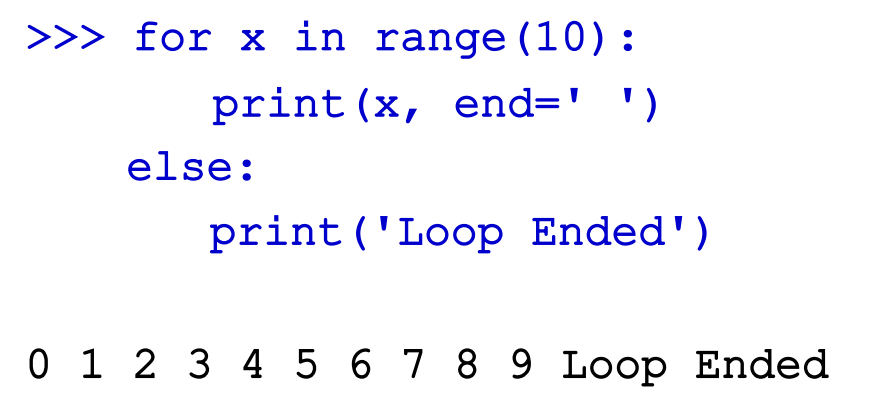 >>> for x in range(10):
print(x, end=' ')
else:
print('Loop Ended')
0 1 2 3 4 5 6 7 8 9 Loop Ended